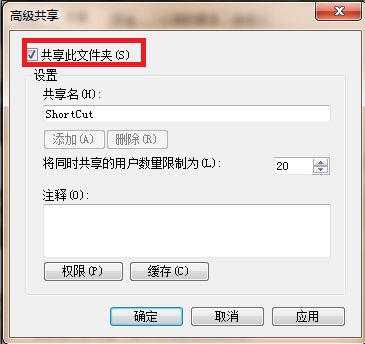 高级共享
共享此文件夹(S)
设置
共享名(H):
ShortCut
添加(A) 删除(R)
将同时共享的用户数量限制为(L): 20
注释(O):
权限(P) 缓存(C)
确定 取消 应用